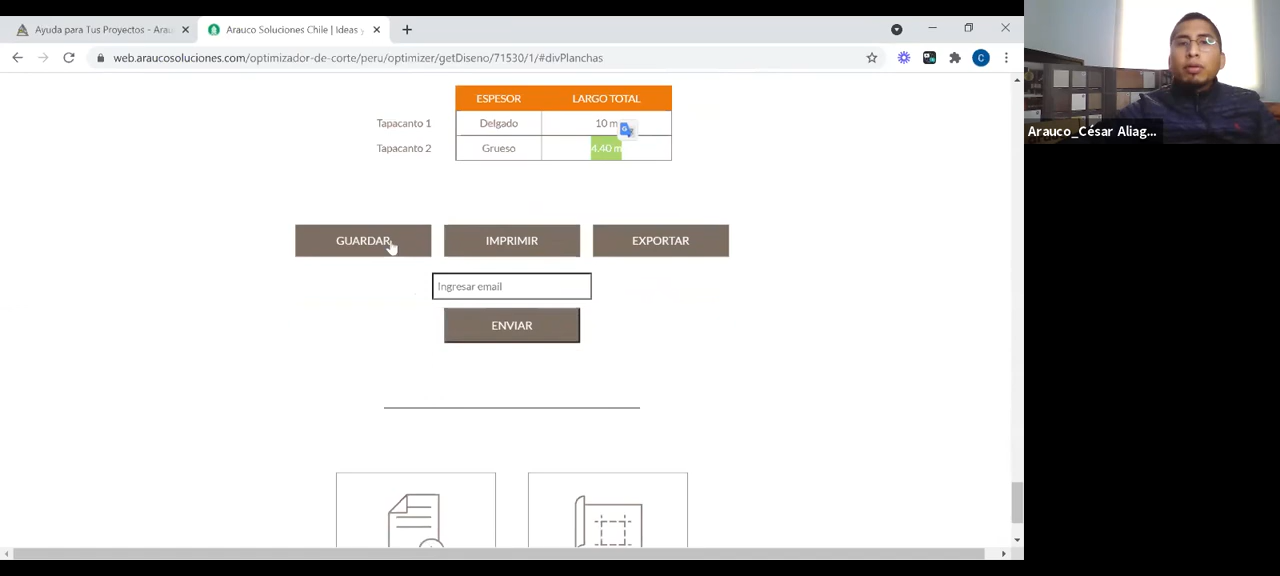 Ayuda para Tus Proyectos - Arau
Arauco Soluciones Chile | Ideas
web.araucosoluciones.com/optimizador-de-corte/peru/optimizer/getDiseno/71530/1/#divPlanchas
C
Arauco_César Aliag...
ESPESOR LARGO TOTAL
Tapacanto 1 Delgado 10 m
Tapacanto 2 Grueso 4.40 m
GUARDAR IMPRIMIR EXPORTAR
Ingresar email
ENVIAR